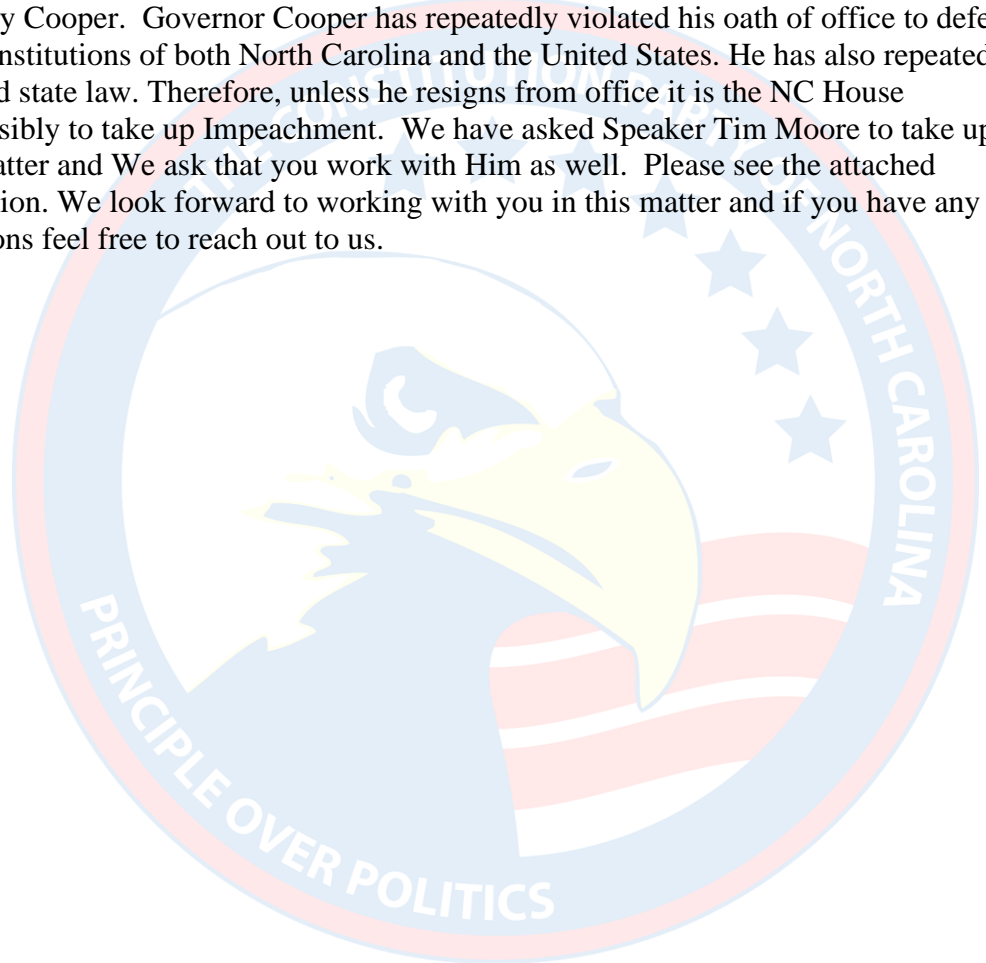 y Cooper.  Governor Cooper has repeatedly violated his oath of office to defe
nstitutions of both North Carolina and the United States. He has also repeated
d state law. Therefore, unless he resigns from office it is the NC House
sibly to take up Impeachment.  We have asked Speaker Tim Moore to take up
atter and We ask that you work with Him as well.  Please see the attached
ion. We look forward to working with you in this matter and if you have any
ons feel free to reach out to us.
THE CONSTITUTION PARTY OF NORTH CAROLINA
PRINCIPLE OVER POLITICS